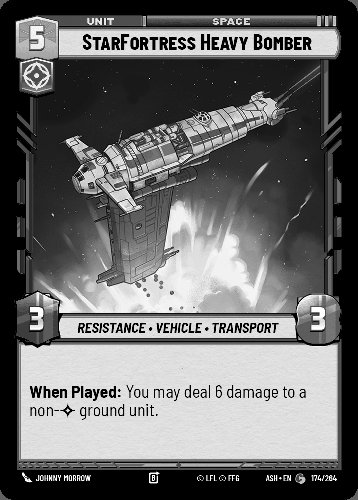 UNIT SPACE
5 StarFortress Heavy Bomber
3 3
RESISTANCE • VEHICLE • TRANSPORT
When Played: You may deal 6 damage to a
non- ground unit.
JOHNNY MORROW R © LFL © FFG ASH • EN 174/264